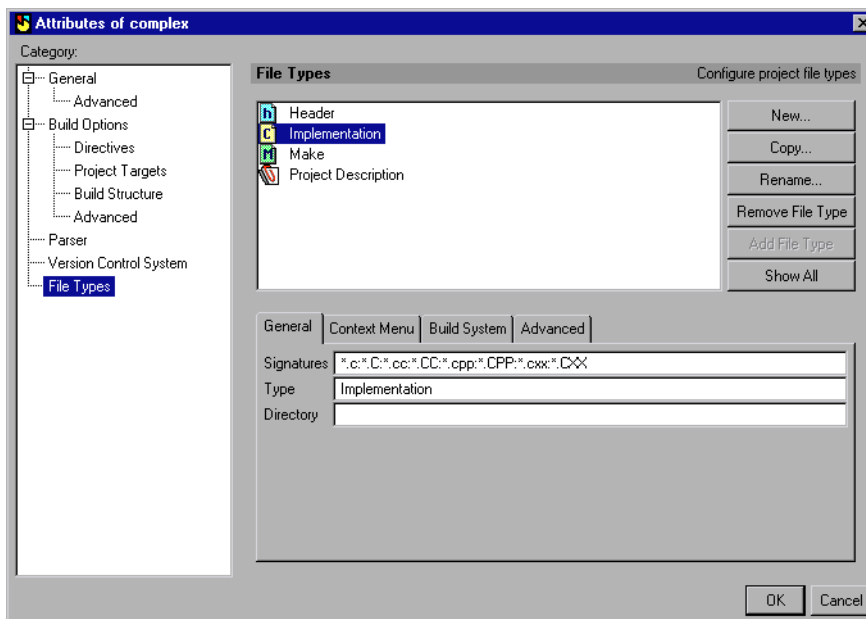 Attributes of complex
Category:
General
Advanced
Build Options
Directives
Project Targets
Build Structure
Advanced
Parser
Version Control System
File Types
File Types Configure project file types
Header
Implementation
Make
Project Description
New...
Copy...
Rename...
Remove File Type
Add File Type
Show All
General Context Menu Build System Advanced
Signatures *.c:*.C:*.cc:*.CC:*.cpp:*.CPP:*.cxx:*.CXX
Type Implementation
Directory
OK Cancel